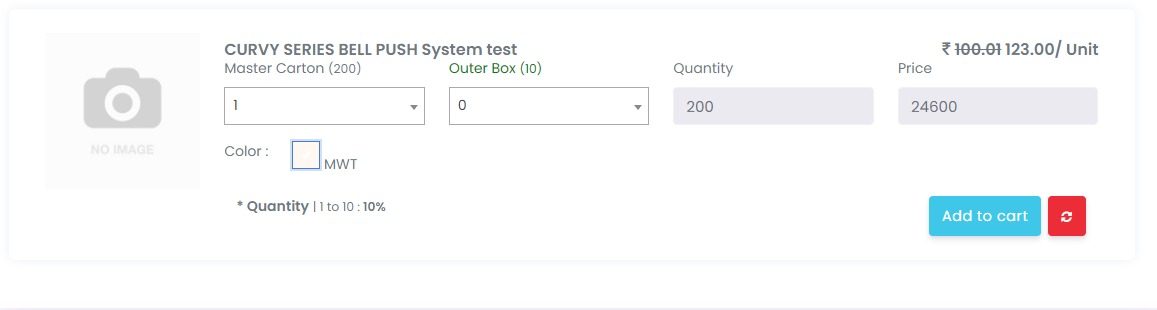 CURVY SERIES BELL PUSH System test
₹ 100.01 123.00/ Unit
Master Carton (200)
Outer Box (10)
Quantity
Price
1
0
200
24600
NO IMAGE
Color :
MWT
* Quantity | 1 to 10 : 10%
Add to cart